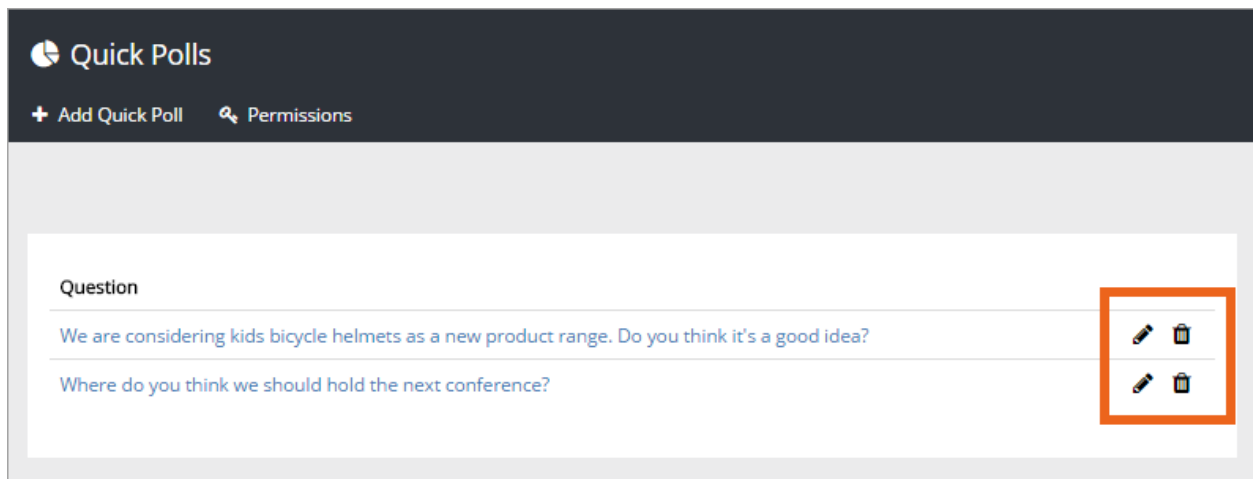 Quick Polls
Add Quick Poll Permissions
Question
We are considering kids bicycle helmets as a new product range. Do you think it's a good idea?
Where do you think we should hold the next conference?